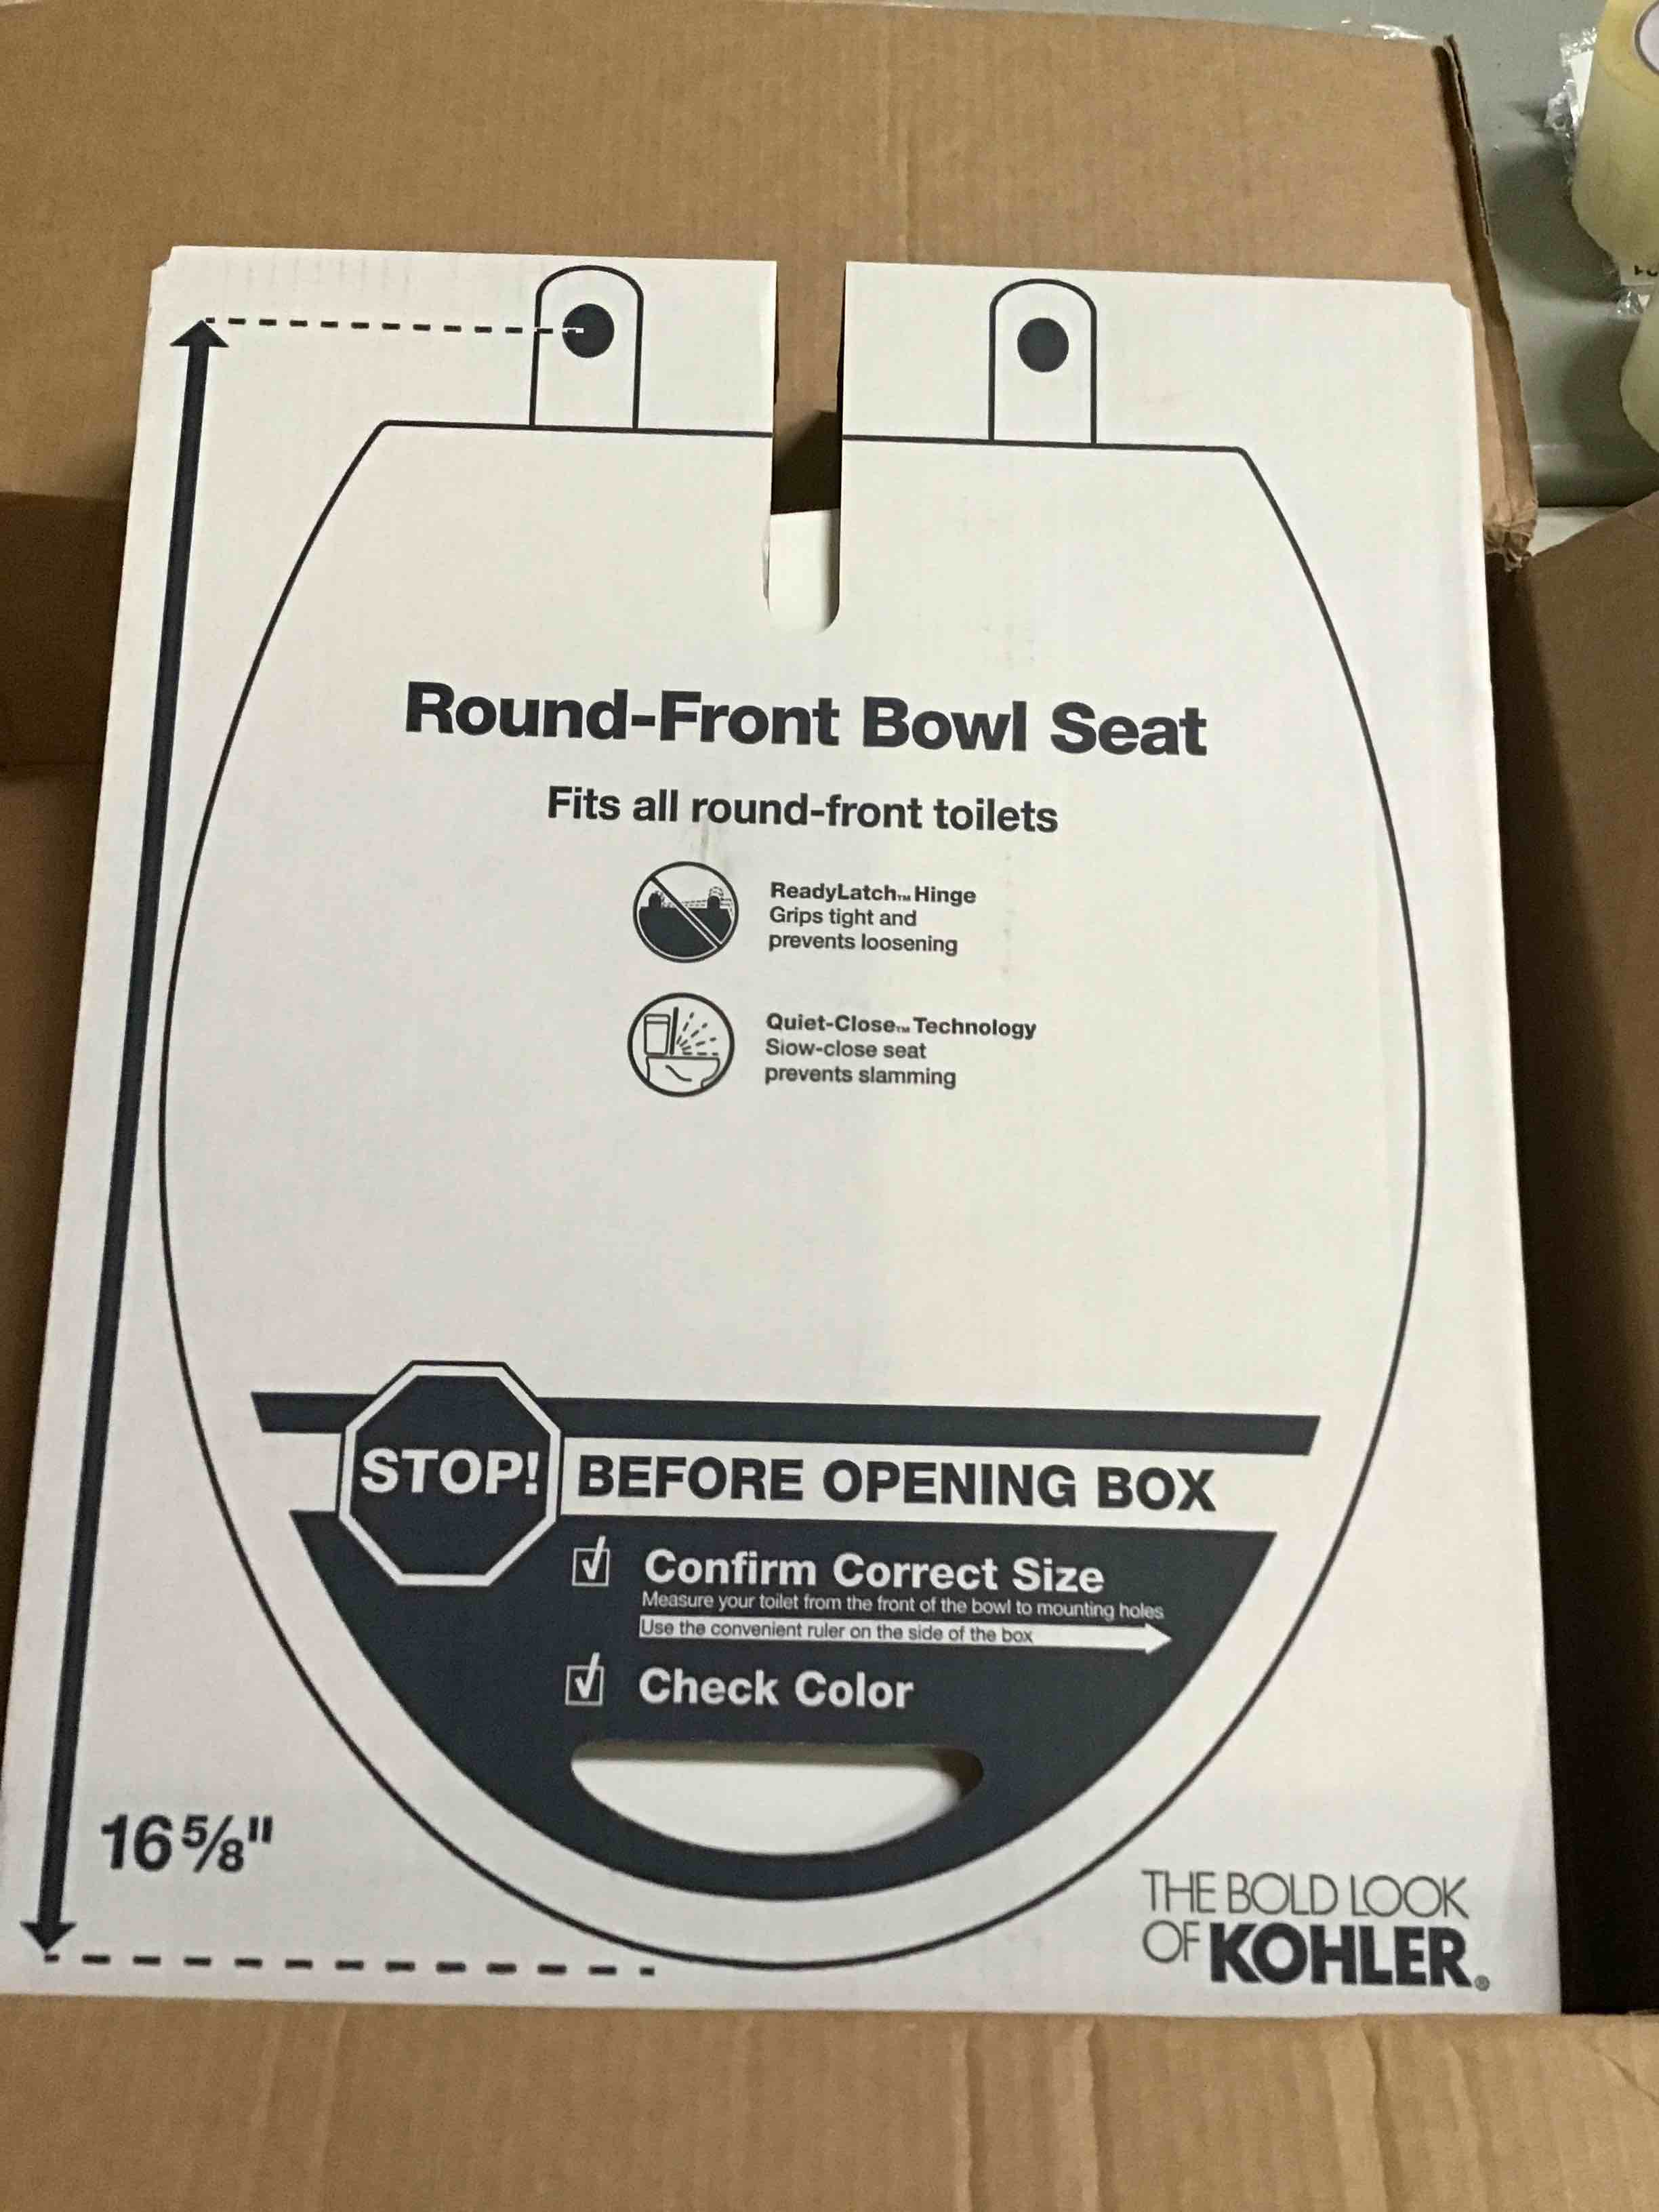 Round-Front Bowl Seat
Fits all round-front toilets
ReadyLatch™ Hinge
Grips tight and
prevents loosening
Quiet-Close™ Technology
Slow-close seat
prevents slamming
STOP! BEFORE OPENING BOX
Confirm Correct Size
Measure your toilet from the front of the bowl to mounting holes
Use the convenient ruler on the side of the box
Check Color
16 5/8"
THE BOLD LOOK
OF KOHLER®